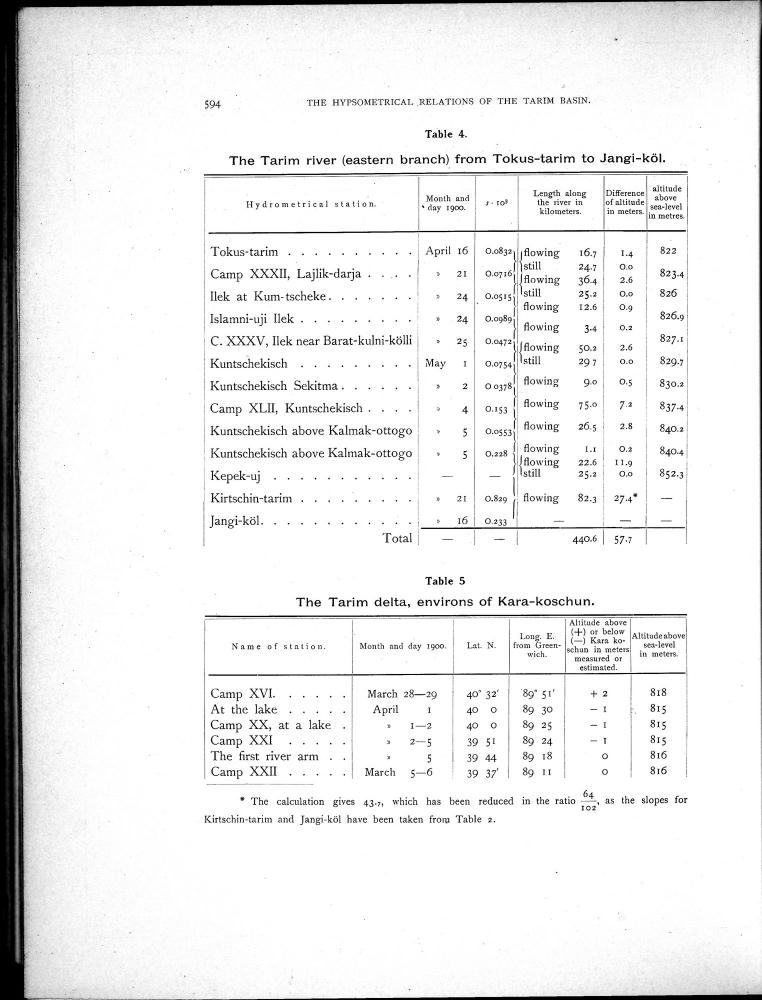 594 THE HYPSOMETRICAL RELATIONS OF THE TARIM BASIN.
Table 4.
The Tarim river (eastern branch) from Tokus-tarim to Jangi-köl.
Hydrometrical station. Month and day 1900. s · 10³ Length along the river in kilometers. Difference of altitude in meters. altitude above sea-level in metres.
Tokus-tarim . . . . . . . . . . April 16 0.0832 flowing 16.7 1.4 822
still 24.7 0.0
Camp XXXII, Lajlik-darja . . . . » 21 0.0716 823.4
flowing 36.4 2.6
Ilek at Kum-tscheke . . . . . . . » 24 0.0515 still 25.2 0.0 826
flowing 12.6 0.9
Islamni-uji Ilek . . . . . . . . . » 24 0.0989 826.9
flowing 3.4 0.2
C. XXXV, Ilek near Barat-kulni-kölli » 25 0.0472 827.1
flowing 50.2 2.6
Kuntschekisch . . . . . . . . . May 1 0.0754 still 29 7 0.0 829.7
Kuntschekisch Sekitma . . . . . . » 2 0 0378 flowing 9.0 0.5 830.2
Camp XLII, Kuntschekisch . . . . » 4 0.153 flowing 75.0 7.2 837.4
Kuntschekisch above Kalmak-ottogo » 5 0.0553 flowing 26.5 2.8 840.2
Kuntschekisch above Kalmak-ottogo » 5 0.228 flowing 1.1 0.2 840.4
flowing 22.6 11.9
Kepek-uj . . . . . . . . . . . — — still 25.2 0.0 852.3
Kirtschin-tarim . . . . . . . . . » 21 0.829 flowing 82.3 27.4* —
Jangi-köl. . . . . . . . . . . . » 16 0.233 — — —
Total — — 440.6 57.7
Table 5
The Tarim delta, environs of Kara-koschun.
Name of station. Month and day 1900. Lat. N. Long. E. from Greenwich. Altitude above (+) or below (—) Kara ko-schun in meters measured or estimated. Altitude above sea-level in meters.
Camp XVI. . . . . . March 28—29 40° 32′ 89° 51′ + 2 818
At the lake . . . . . April 1 40 0 89 30 — 1 815
Camp XX, at a lake . » 1—2 40 0 89 25 — 1 815
Camp XXI . . . . . » 2—5 39 51 89 24 — 1 815
The first river arm . . » 5 39 44 89 18 0 816
Camp XXII . . . . . March 5—6 39 37′ 89 11 0 816
* The calculation gives 43.7, which has been reduced in the ratio 64/102, as the slopes for
Kirtschin-tarim and Jangi-köl have been taken from Table 2.